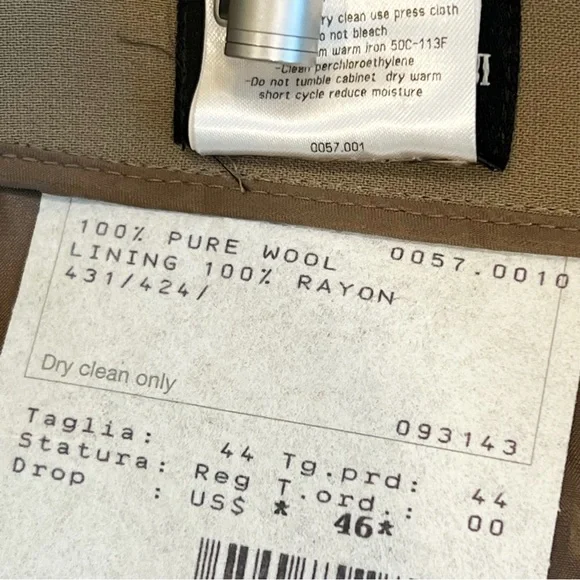 ry clean use press cloth
o not bleach
m warm iron 50C-113F
-Clean perchloroethylene
-Do not tumble cabinet dry warm
short cycle reduce moisture
0057.001
100% PURE WOOL 0057.0010
LINING 100% RAYON
431/424/
Dry clean only
093143
Taglia: 44 Tg.prd: 44
Statura: Reg T.ord.: 00
Drop : US$ * 46*